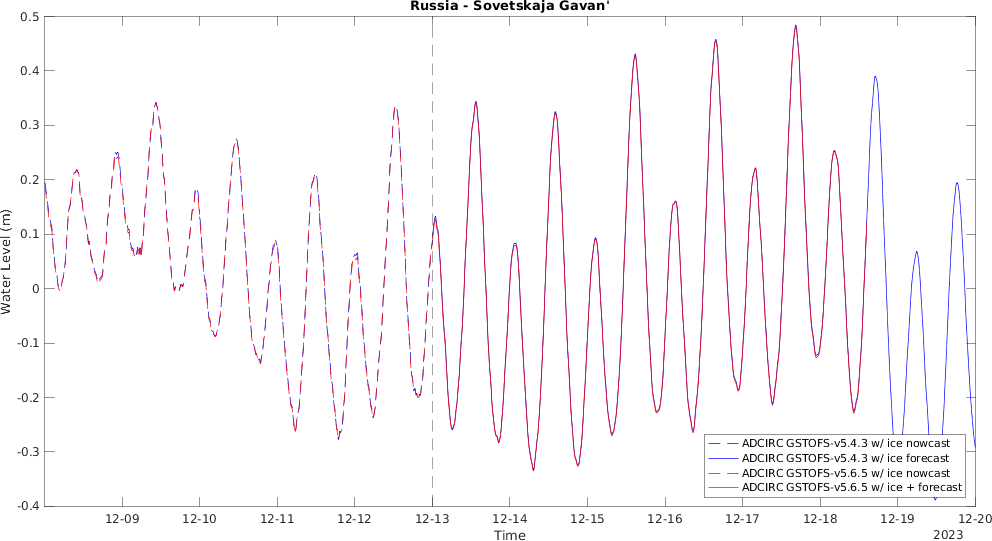 Russia - Sovetskaja Gavan'
0.5
0.4
0.3
0.2
0.1
0
-0.1
-0.2
-0.3
-0.4
Water Level (m)
ADCIRC GSTOFS-v5.4.3 w/ ice nowcast
ADCIRC GSTOFS-v5.4.3 w/ ice forecast
ADCIRC GSTOFS-v5.6.5 w/ ice nowcast
ADCIRC GSTOFS-v5.6.5 w/ ice + forecast
12-09 12-10 12-11 12-12 12-13 12-14 12-15 12-16 12-17 12-18 12-19 12-20
Time
2023